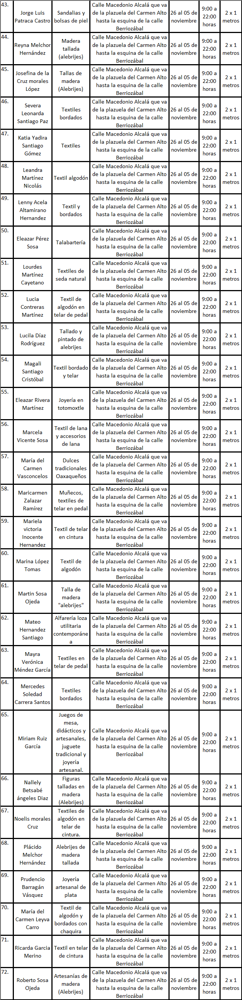 43.
Jorge Luis
Patraca Castro
Sandalias y
bolsas de piel
Calle Macedonio Alcalá que va
de la plazuela del Carmen Alto
hasta la esquina de la calle
Berriozábal
26 al 05 de
noviembre
9:00 a
22:00
horas
2 x 1
metros
44.
Reyna Melchor
Hernández
Madera
tallada
(alebrijes)
Calle Macedonio Alcalá que va
de la plazuela del Carmen Alto
hasta la esquina de la calle
Berriozábal
26 al 05 de
noviembre
9:00 a
22:00
horas
2 x 1
metros
45.
Josefina de la
Cruz morales
López
Tallas de
madera
(Alebrijes)
Calle Macedonio Alcalá que va
de la plazuela del Carmen Alto
hasta la esquina de la calle
Berriozábal
26 al 05 de
noviembre
9:00 a
22:00
horas
2 x 1
metros
46.
Severa
Leonarda
Santiago Paz
Textiles
bordados
Calle Macedonio Alcalá que va
de la plazuela del Carmen Alto
hasta la esquina de la calle
Berriozábal
26 al 05 de
noviembre
9:00 a
22:00
horas
2 x 1
metros
47.
Katia Yadira
Santiago
Gómez
Textiles
Calle Macedonio Alcalá que va
de la plazuela del Carmen Alto
hasta la esquina de la calle
Berriozábal
26 al 05 de
noviembre
9:00 a
22:00
horas
2 x 1
metros
48.
Leandra
Martínez
Nicolás
Textil algodón
Calle Macedonio Alcalá que va
de la plazuela del Carmen Alto
hasta la esquina de la calle
Berriozábal
26 al 05 de
noviembre
9:00 a
22:00
horas
2 x 1
metros
49.
Lenny Acela
Altamirano
Hernandez
Textil y
bordados
Calle Macedonio Alcalá que va
de la plazuela del Carmen Alto
hasta la esquina de la calle
Berriozábal
26 al 05 de
noviembre
9:00 a
22:00
horas
2 x 1
metros
50.
Eleazar Pérez
Sosa
Talabartería
Calle Macedonio Alcalá que va
de la plazuela del Carmen Alto
hasta la esquina de la calle
Berriozábal
26 al 05 de
noviembre
9:00 a
22:00
horas
2 x 1
metros
51.
Lourdes
Martínez
Cayetano
Textiles de
seda natural
Calle Macedonio Alcalá que va
de la plazuela del Carmen Alto
hasta la esquina de la calle
Berriozábal
26 al 05 de
noviembre
9:00 a
22:00
horas
2 x 1
metros
52.
Lucia
Contreras
Martínez
Textil de
algodón en
telar de pedal
Calle Macedonio Alcalá que va
de la plazuela del Carmen Alto
hasta la esquina de la calle
Berriozábal
26 al 05 de
noviembre
9:00 a
22:00
horas
2 x 1
metros
53.
Lucila Díaz
Rodríguez
Tallado y
pintado de
alebrijes
Calle Macedonio Alcalá que va
de la plazuela del Carmen Alto
hasta la esquina de la calle
Berriozábal
26 al 05 de
noviembre
9:00 a
22:00
horas
2 x 1
metros
54.
Magali
Santiago
Cristóbal
Textil bordado
y telar
Calle Macedonio Alcalá que va
de la plazuela del Carmen Alto
hasta la esquina de la calle
Berriozábal
26 al 05 de
noviembre
9:00 a
22:00
horas
2 x 1
metros
55.
Eleazar Rivera
Martínez
Joyería en
totomoxtle
Calle Macedonio Alcalá que va
de la plazuela del Carmen Alto
hasta la esquina de la calle
Berriozábal
26 al 05 de
noviembre
9:00 a
22:00
horas
2 x 1
metros
56.
Marcela
Vicente Sosa
Textil de lana
y accesorios
de lana
Calle Macedonio Alcalá que va
de la plazuela del Carmen Alto
hasta la esquina de la calle
Berriozábal
26 al 05 de
noviembre
9:00 a
22:00
horas
2 x 1
metros
57.
María del
Carmen
Vasconcelos
Dulces
tradicionales
Oaxaqueños
Calle Macedonio Alcalá que va
de la plazuela del Carmen Alto
hasta la esquina de la calle
Berriozábal
26 al 05 de
noviembre
9:00 a
22:00
horas
2 x 1
metros
58.
Maricarmen
Zalazar
Ramírez
Muñecos,
textiles de
telar en pedal
Calle Macedonio Alcalá que va
de la plazuela del Carmen Alto
hasta la esquina de la calle
Berriozábal
26 al 05 de
noviembre
9:00 a
22:00
horas
2 x 1
metros
59.
Mariela
victoria
Inocente
Hernandez
Textil de telar
en cintura
Calle Macedonio Alcalá que va
de la plazuela del Carmen Alto
hasta la esquina de la calle
Berriozábal
26 al 05 de
noviembre
9:00 a
22:00
horas
2 x 1
metros
60.
Marina López
Tomas
Textil de
algodón
Calle Macedonio Alcalá que va
de la plazuela del Carmen Alto
hasta la esquina de la calle
Berriozábal
26 al 05 de
noviembre
9:00 a
22:00
horas
2 x 1
metros
61.
Martin Sosa
Ojeda
Talla de
madera
"alebrijes"
Calle Macedonio Alcalá que va
de la plazuela del Carmen Alto
hasta la esquina de la calle
Berriozábal
26 al 05 de
noviembre
9:00 a
22:00
horas
2 x 1
metros
62.
Mateo
Hernandez
Santiago
Alfarería loza
utilitaria
contemporáne
a
Calle Macedonio Alcalá que va
de la plazuela del Carmen Alto
hasta la esquina de la calle
Berriozábal
26 al 05 de
noviembre
9:00 a
22:00
horas
2 x 1
metros
63.
Mayra
Verónica
Méndez García
Textiles en
telar de pedal
Calle Macedonio Alcalá que va
de la plazuela del Carmen Alto
hasta la esquina de la calle
Berriozábal
26 al 05 de
noviembre
9:00 a
22:00
horas
2 x 1
metros
64.
Mercedes
Soledad
Carrera Santos
Textiles
bordados
Calle Macedonio Alcalá que va
de la plazuela del Carmen Alto
hasta la esquina de la calle
Berriozábal
26 al 05 de
noviembre
9:00 a
22:00
horas
2 x 1
metros
65.
Miriam Ruiz
García
Juegos de
mesa,
didácticos y
artesanales,
juguete
tradicional y
joyería
artesanal.
Calle Macedonio Alcalá que va
de la plazuela del Carmen Alto
hasta la esquina de la calle
Berriozábal
26 al 05 de
noviembre
9:00 a
22:00
horas
2 x 1
metros
66.
Nallely
Betsabé
ángeles Diaz
Figuras
talladas en
madera
(Alebrijes)
Calle Macedonio Alcalá que va
de la plazuela del Carmen Alto
hasta la esquina de la calle
Berriozábal
26 al 05 de
noviembre
9:00 a
22:00
horas
2 x 1
metros
67.
Noelis morales
Cruz
Textiles de
algodón en
telar de
cintura.
Calle Macedonio Alcalá que va
de la plazuela del Carmen Alto
hasta la esquina de la calle
Berriozábal
26 al 05 de
noviembre
9:00 a
22:00
horas
2 x 1
metros
68.
Plácido
Melchor
Hernández
Alebrijes de
madera
tallada
Calle Macedonio Alcalá que va
de la plazuela del Carmen Alto
hasta la esquina de la calle
Berriozábal
26 al 05 de
noviembre
9:00 a
22:00
horas
2 x 1
metros
69.
Prudencio
Barragán
Vásquez
Joyería
artesanal de
plata
Calle Macedonio Alcalá que va
de la plazuela del Carmen Alto
hasta la esquina de la calle
Berriozábal
26 al 05 de
noviembre
9:00 a
22:00
horas
2 x 1
metros
70.
María del
Carmen Leyva
Carro
Textil de
algodón y
bordados con
chaquira
Calle Macedonio Alcalá que va
de la plazuela del Carmen Alto
hasta la esquina de la calle
Berriozábal
26 al 05 de
noviembre
9:00 a
22:00
horas
2 x 1
metros
71.
Ricarda Garcia
Merino
Textil en telar
de cintura
Calle Macedonio Alcalá que va
de la plazuela del Carmen Alto
hasta la esquina de la calle
Berriozábal
26 al 05 de
noviembre
9:00 a
22:00
horas
2 x 1
metros
72.
Roberto Sosa
Ojeda
Artesanías de
madera
(Alebrijes)
Calle Macedonio Alcalá que va
de la plazuela del Carmen Alto
hasta la esquina de la calle
Berriozábal
26 al 05 de
noviembre
9:00 a
22:00
horas
2 x 1
metros